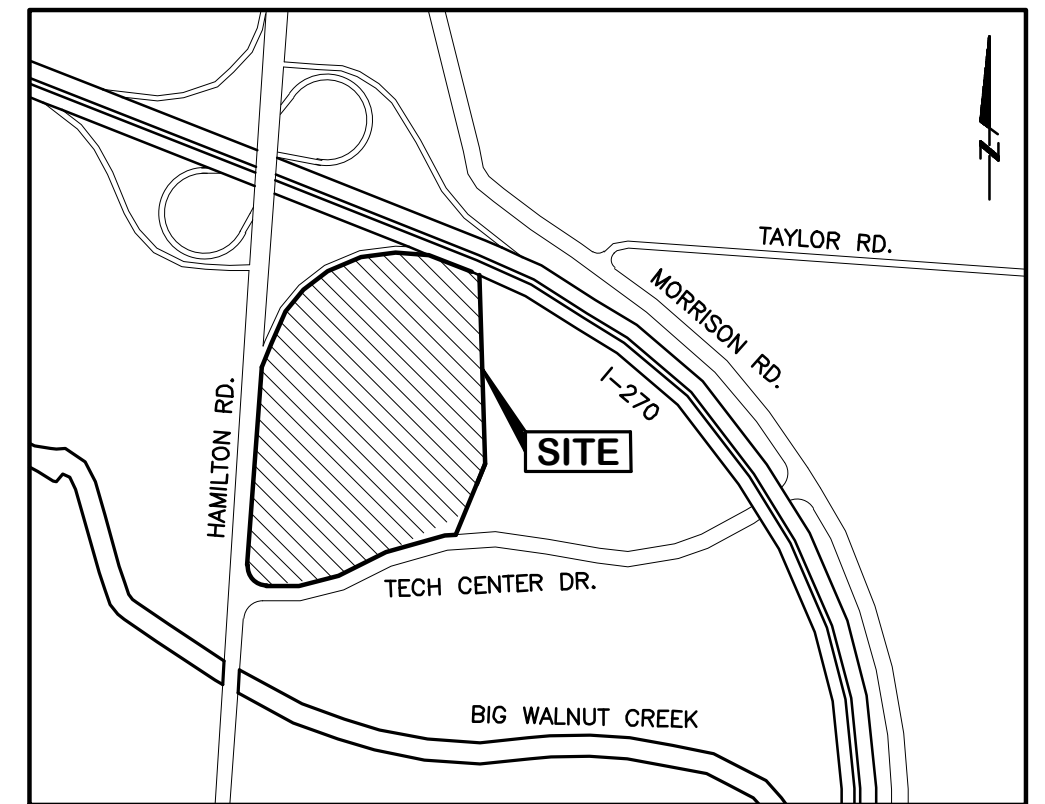 N
TAYLOR RD.
MORRISON RD.
I-270
HAMILTON RD.
SITE
TECH CENTER DR.
BIG WALNUT CREEK